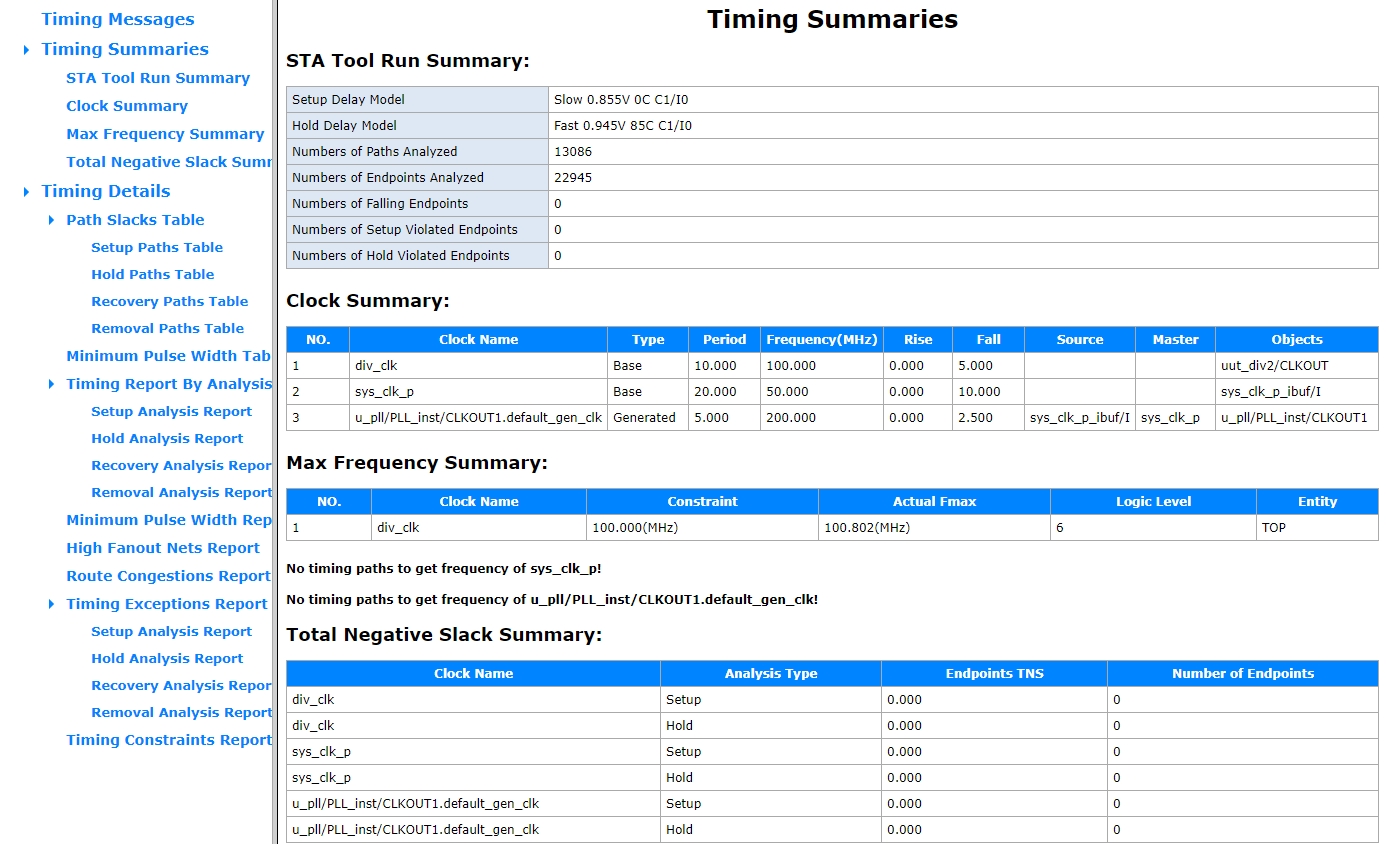 Timing Messages
Timing Summaries
STA Tool Run Summary
Clock Summary
Max Frequency Summary
Total Negative Slack Sumr
Timing Details
Path Slacks Table
Setup Paths Table
Hold Paths Table
Recovery Paths Table
Removal Paths Table
Minimum Pulse Width Tab
Timing Report By Analysis
Setup Analysis Report
Hold Analysis Report
Recovery Analysis Repor
Removal Analysis Report
Minimum Pulse Width Rep
High Fanout Nets Report
Route Congestions Report
Timing Exceptions Report
Setup Analysis Report
Hold Analysis Report
Recovery Analysis Repor
Removal Analysis Report
Timing Constraints Report
Timing Summaries
STA Tool Run Summary:
Setup Delay Model Slow 0.855V 0C C1/I0
Hold Delay Model Fast 0.945V 85C C1/I0
Numbers of Paths Analyzed 13086
Numbers of Endpoints Analyzed 22945
Numbers of Falling Endpoints 0
Numbers of Setup Violated Endpoints 0
Numbers of Hold Violated Endpoints 0
Clock Summary:
NO. Clock Name Type Period Frequency(MHz) Rise Fall Source Master Objects
1 div_clk Base 10.000 100.000 0.000 5.000 uut_div2/CLKOUT
2 sys_clk_p Base 20.000 50.000 0.000 10.000 sys_clk_p_ibuf/I
3 u_pll/PLL_inst/CLKOUT1.default_gen_clk Generated 5.000 200.000 0.000 2.500 sys_clk_p_ibuf/I sys_clk_p u_pll/PLL_inst/CLKOUT1
Max Frequency Summary:
NO. Clock Name Constraint Actual Fmax Logic Level Entity
1 div_clk 100.000(MHz) 100.802(MHz) 6 TOP
No timing paths to get frequency of sys_clk_p!
No timing paths to get frequency of u_pll/PLL_inst/CLKOUT1.default_gen_clk!
Total Negative Slack Summary:
Clock Name Analysis Type Endpoints TNS Number of Endpoints
div_clk Setup 0.000 0
div_clk Hold 0.000 0
sys_clk_p Setup 0.000 0
sys_clk_p Hold 0.000 0
u_pll/PLL_inst/CLKOUT1.default_gen_clk Setup 0.000 0
u_pll/PLL_inst/CLKOUT1.default_gen_clk Hold 0.000 0